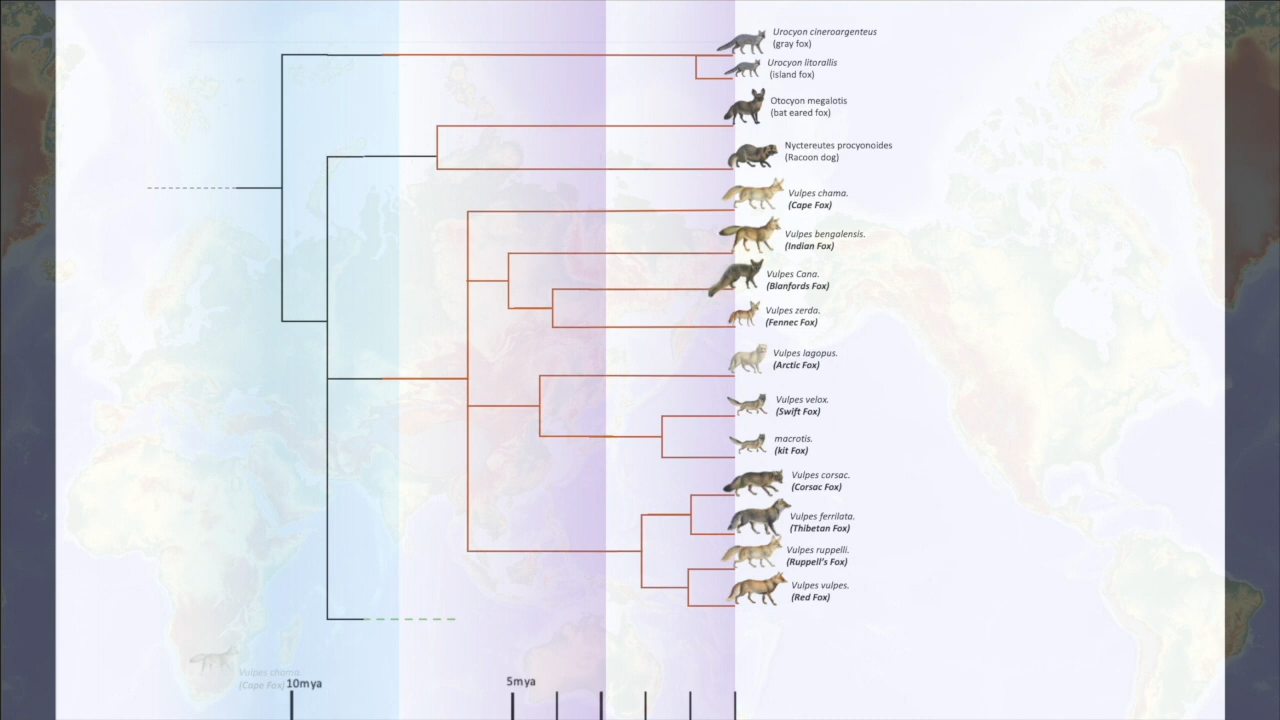 Urocyon cineroargenteus
(gray fox)
Urocyon litorallis
(island fox)
Otocyon megalotis
(bat eared fox)
Nyctereutes procyonoides
(Racoon dog)
Vulpes chama.
(Cape Fox)
Vulpes bengalensis.
(Indian Fox)
Vulpes Cana.
(Blanfords Fox)
Vulpes zerda.
(Fennec Fox)
Vulpes lagopus.
(Arctic Fox)
Vulpes velox.
(Swift Fox)
macrotis.
(kit Fox)
Vulpes corsac.
(Corsac Fox)
Vulpes ferrilata.
(Thibetan Fox)
Vulpes ruppelli.
(Ruppell's Fox)
Vulpes vulpes.
(Red Fox)
Vulpes chama.
(Cape Fox)
10mya
5mya